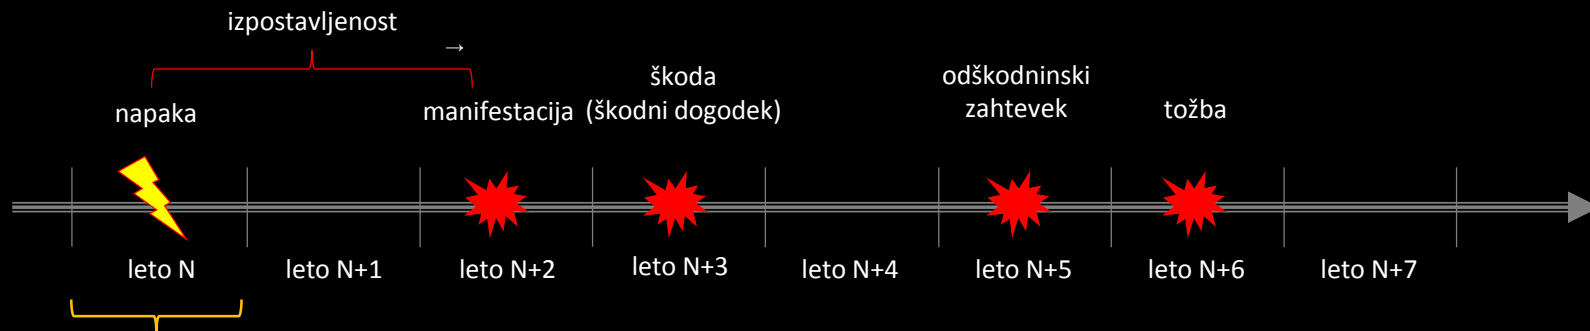 izpostavljenost
→
napaka
manifestacija
škoda
(škodni dogodek)
odškodninski
zahtevek
tožba
leto N
leto N+1
leto N+2
leto N+3
leto N+4
leto N+5
leto N+6
leto N+7